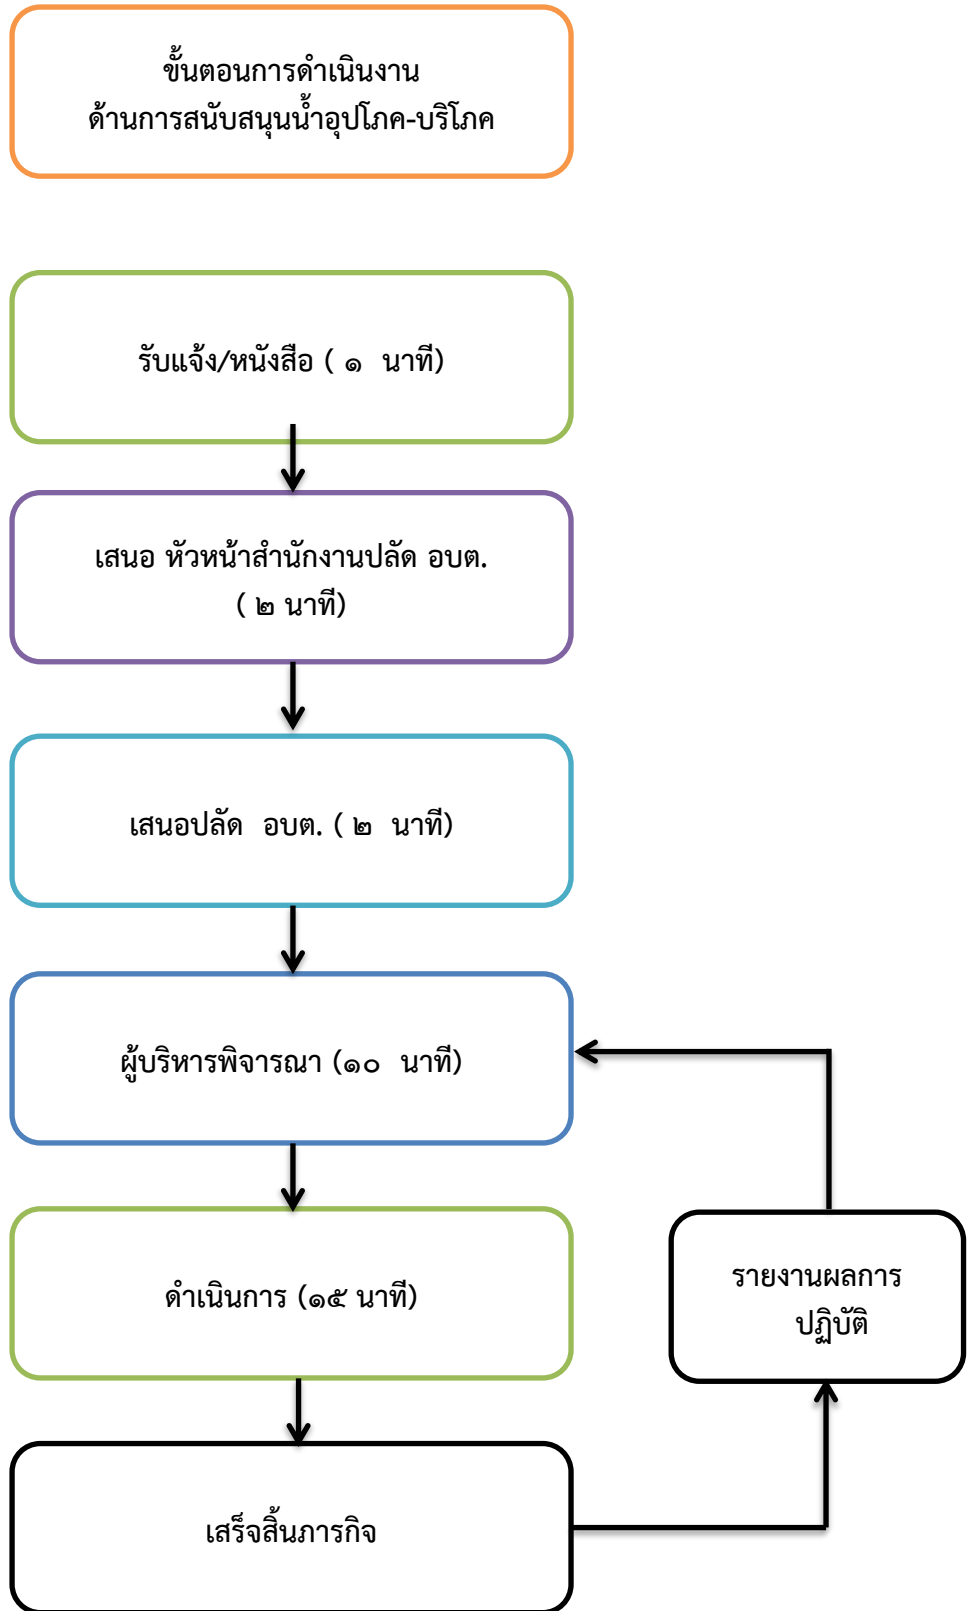 ขั้นตอนการดำเนินงาน
ด้านการสนับสนุนน้ำอุปโภค-บริโภค
รับแจ้ง/หนังสือ ( ๑ นาที)
เสนอ หัวหน้าสำนักงานปลัด อบต.
( ๒ นาที)
เสนอปลัด อบต. ( ๒ นาที)
ผู้บริหารพิจารณา (๑๐ นาที)
ดำเนินการ (๑๕ นาที)
รายงานผลการ
ปฏิบัติ
เสร็จสิ้นภารกิจ